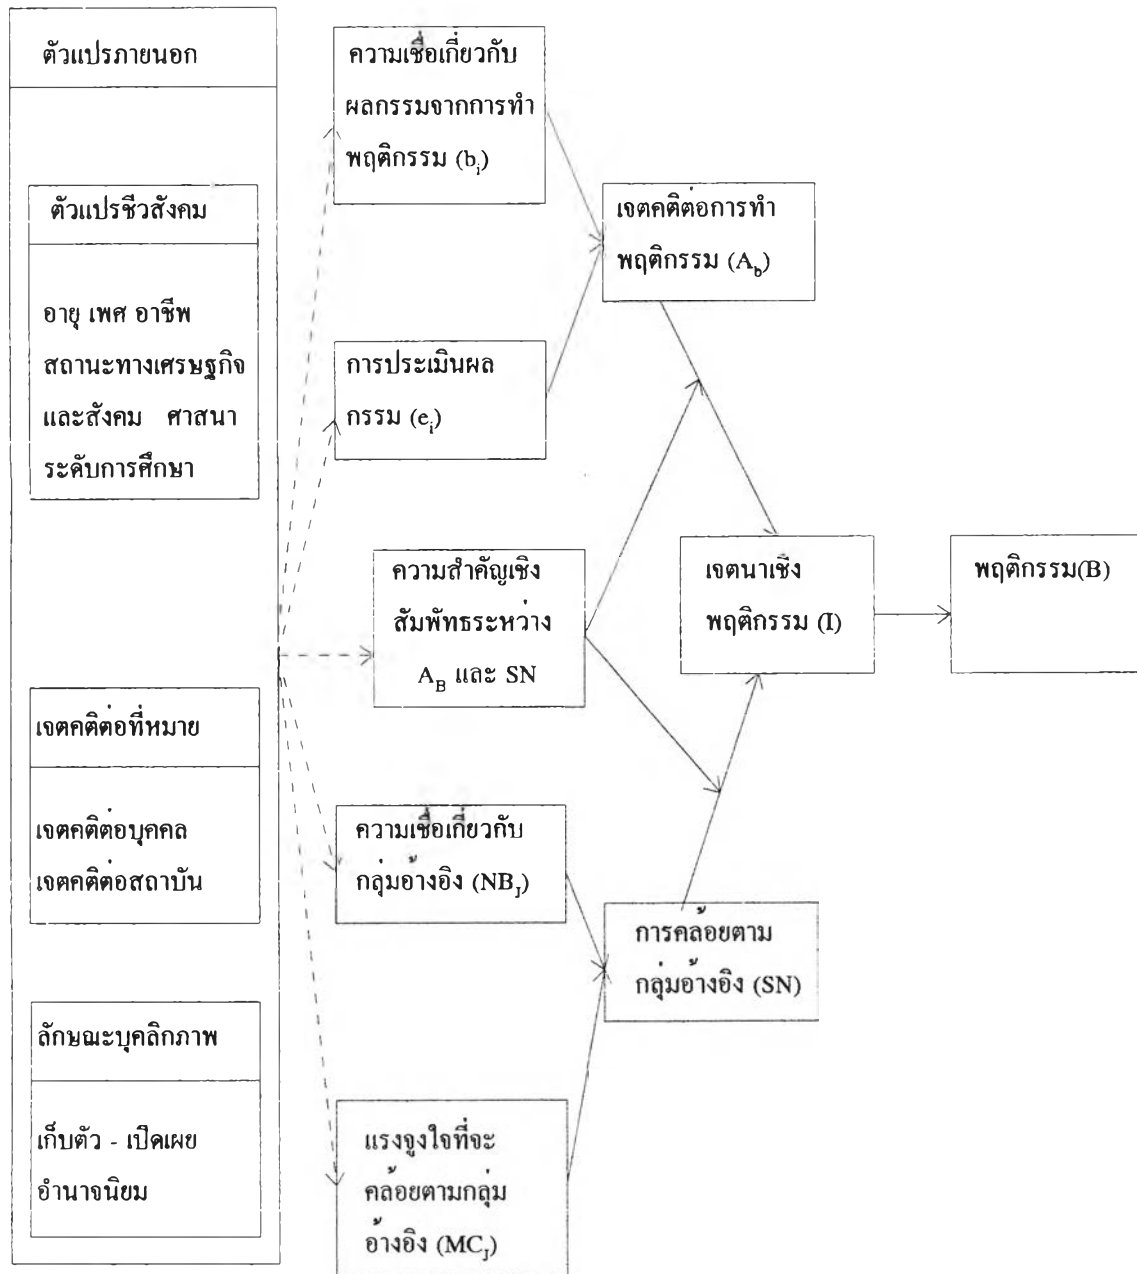 ตัวแปรภายนอก
ตัวแปรชีวสังคม
อายุ เพศ อาชีพ
สถานะทางเศรษฐกิจ
และสังคม ศาสนา
ระดับการศึกษา
เจตคติต่อที่หมาย
เจตคติต่อบุคคล
เจตคติต่อสถาบัน
ลักษณะบุคลิกภาพ
เก็บตัว - เปิดเผย
อำนาจนิยม
ความเชื่อเกี่ยวกับ
ผลกรรมจากการทำ
พฤติกรรม (b_i)
การประเมินผล
กรรม (e_i)
ความสำคัญเชิง
สัมพัทธระหว่าง
A_B และ SN
ความเชื่อเกี่ยวกับ
กลุ่มอ้างอิง (NB_J)
แรงจูงใจที่จะ
คล้อยตามกลุ่ม
อ้างอิง (MC_J)
เจตคติต่อการทำ
พฤติกรรม (A_b)
การคล้อยตาม
กลุ่มอ้างอิง (SN)
เจตนาเชิง
พฤติกรรม (I)
พฤติกรรม(B)